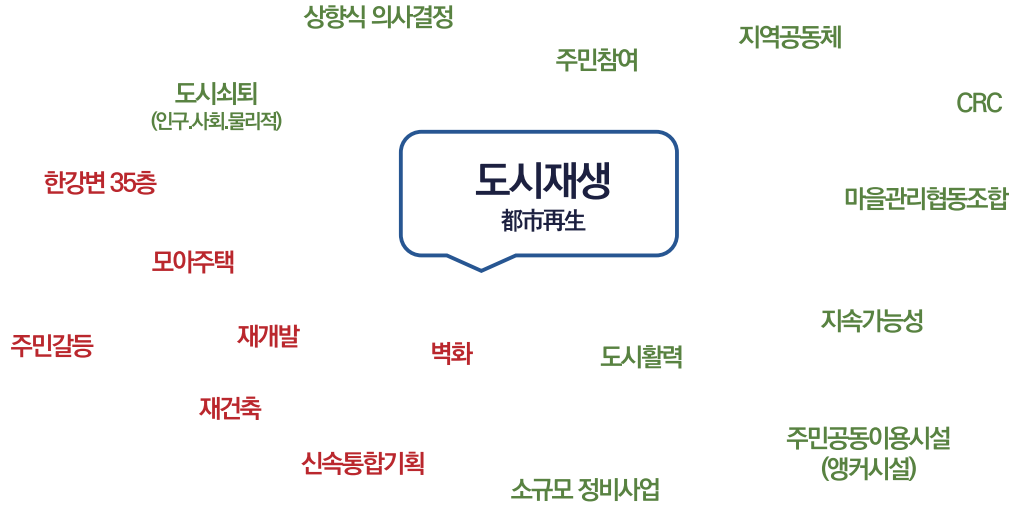 상향식 의사결정
지역공동체
주민참여
도시쇠퇴
(인구.사회.물리적)
CRC
도시재생
都市再生
한강변 35층
마을관리협동조합
모아주택
지속가능성
재개발
주민갈등
벽화
도시활력
재건축
주민공동이용시설
(앵커시설)
신속통합기획
소규모 정비사업